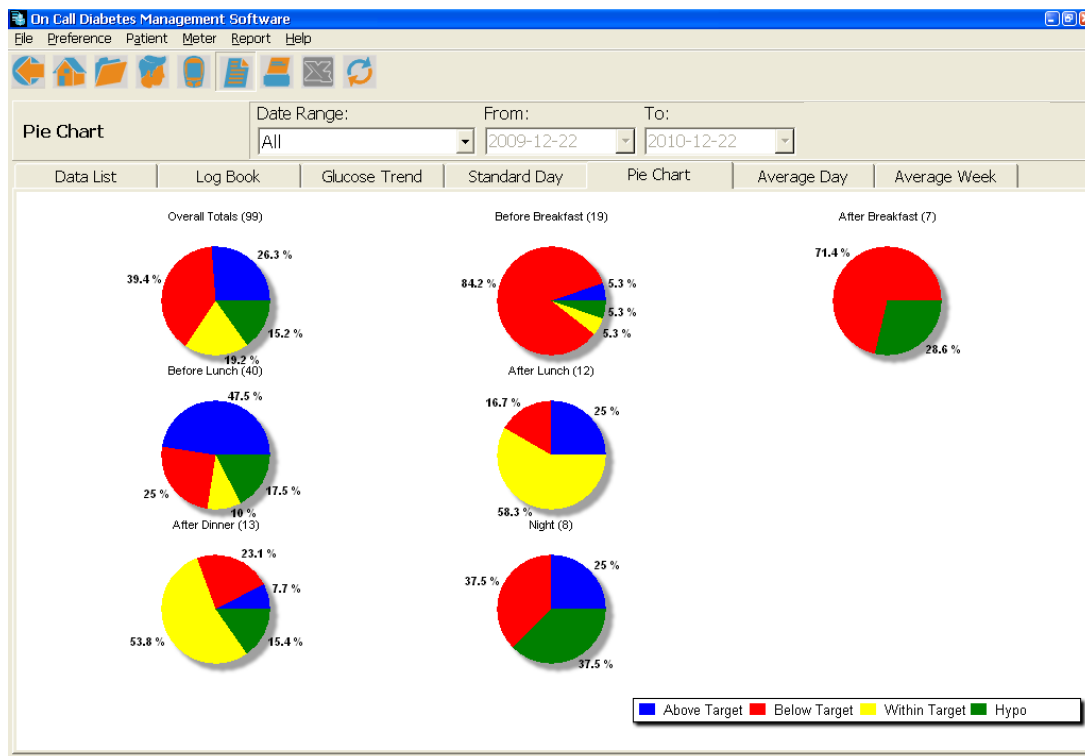 On Call Diabetes Management Software
File Preference Patient Meter Report Help
Pie Chart
Date Range: From: To:
All 2009-12-22 2010-12-22
Data List Log Book Glucose Trend Standard Day Pie Chart Average Day Average Week
Overall Totals (99)
26.3 %
39.4 %
15.2 %
19.2 %
Before Breakfast (19)
84.2 %
5.3 %
5.3 %
5.3 %
After Breakfast (7)
71.4 %
28.6 %
Before Lunch (40)
47.5 %
25 %
17.5 %
10 %
After Lunch (12)
16.7 %
25 %
58.3 %
After Dinner (13)
23.1 %
7.7 %
53.8 %
15.4 %
Night (8)
25 %
37.5 %
37.5 %
Above Target Below Target Within Target Hypo